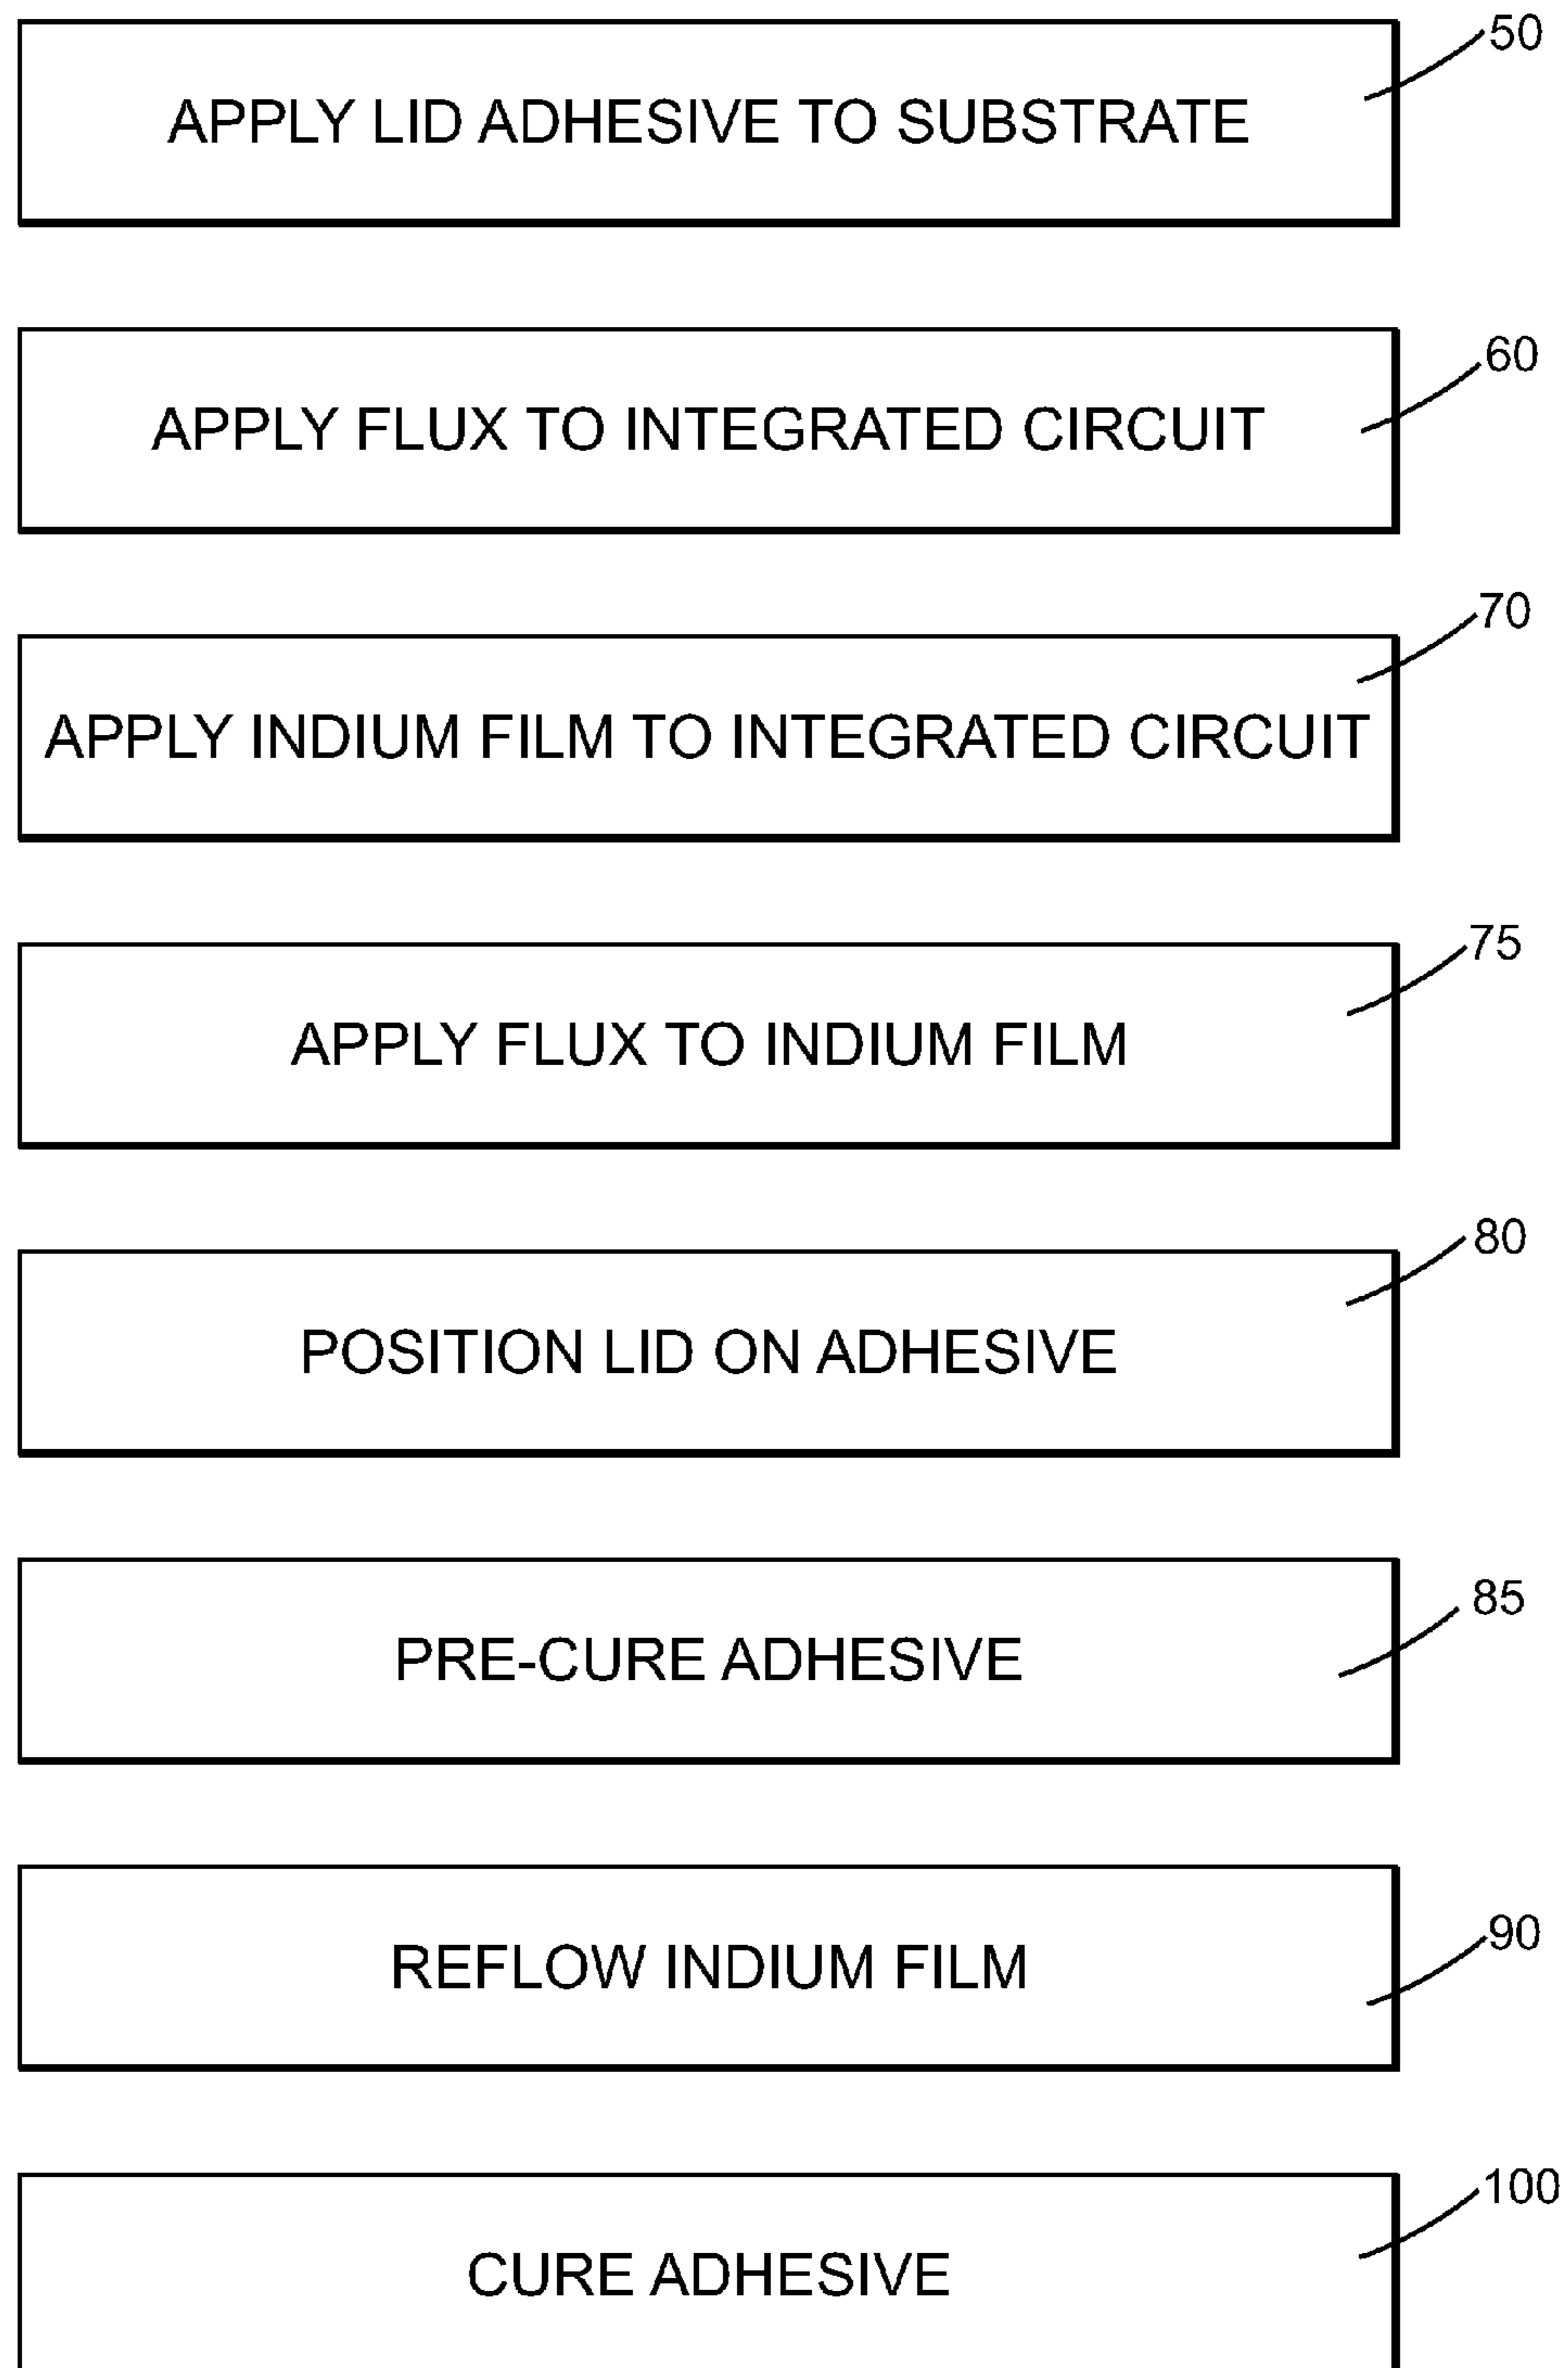 50
APPLY LID ADHESIVE TO SUBSTRATE
60
APPLY FLUX TO INTEGRATED CIRCUIT
70
APPLY INDIUM FILM TO INTEGRATED CIRCUIT
75
APPLY FLUX TO INDIUM FILM
80
POSITION LID ON ADHESIVE
85
PRE-CURE ADHESIVE
90
REFLOW INDIUM FILM
100
CURE ADHESIVE